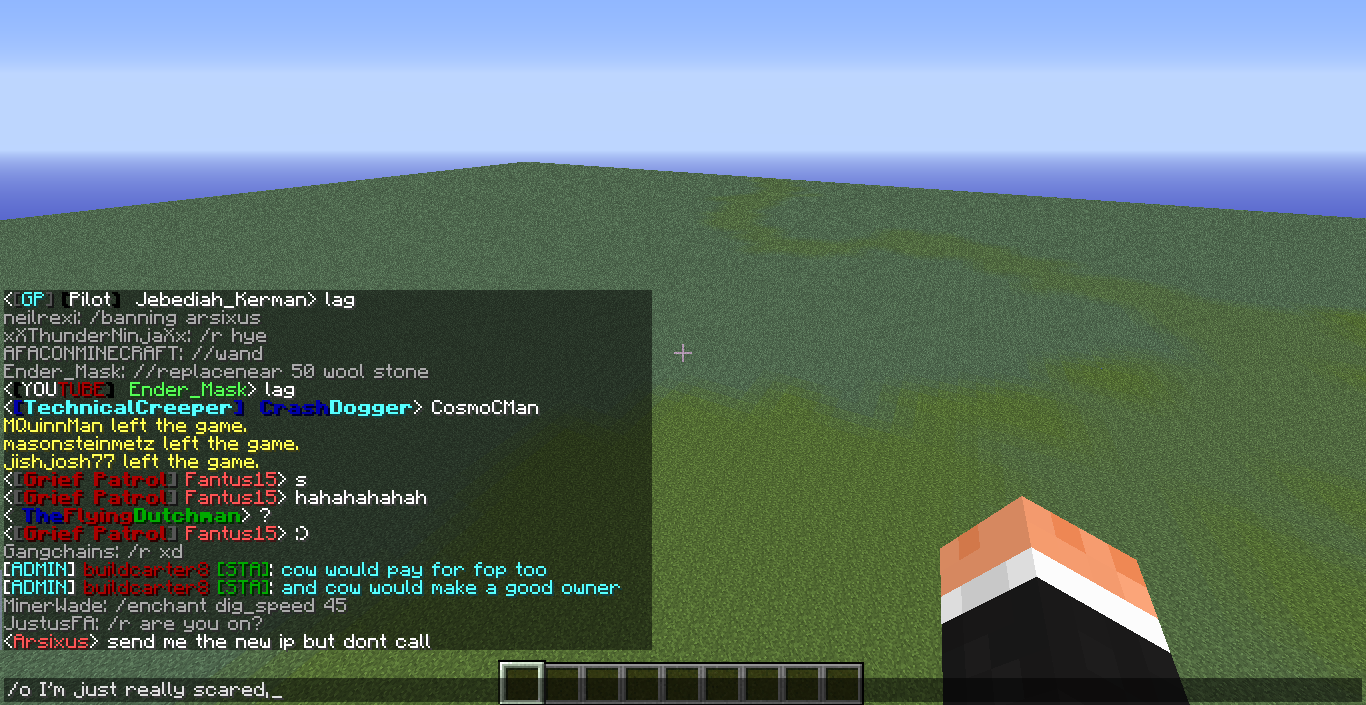 <[GP] [Pilot] Jebediah_Kerman> lag
neilrexi: /banning arsixus
xXThunderNinjaXx: /r hye
AFACONMINECRAFT: //wand
Ender_Mask: //replacenear 50 wool stone
<[YOUTUBE] Ender_Mask> lag
<[TechnicalCreeper] CrashDogger> CosmoCMan
MQuinnMan left the game.
masonsteinmetz left the game.
jishjosh77 left the game.
<[Grief Patrol] Fantus15> s
<[Grief Patrol] Fantus15> hahahahahah
< TheFlyingDutchman> ?
<[Grief Patrol] Fantus15> :D
Gangchains: /r xd
[ADMIN] buildcarter8 [STA]: cow would pay for fop too
[ADMIN] buildcarter8 [STA]: and cow would make a good owner
MinerWade: /enchant dig_speed 45
JustusFA: /r are you on?
<Arsixus> send me the new ip but dont call
/o I'm just really scared,_